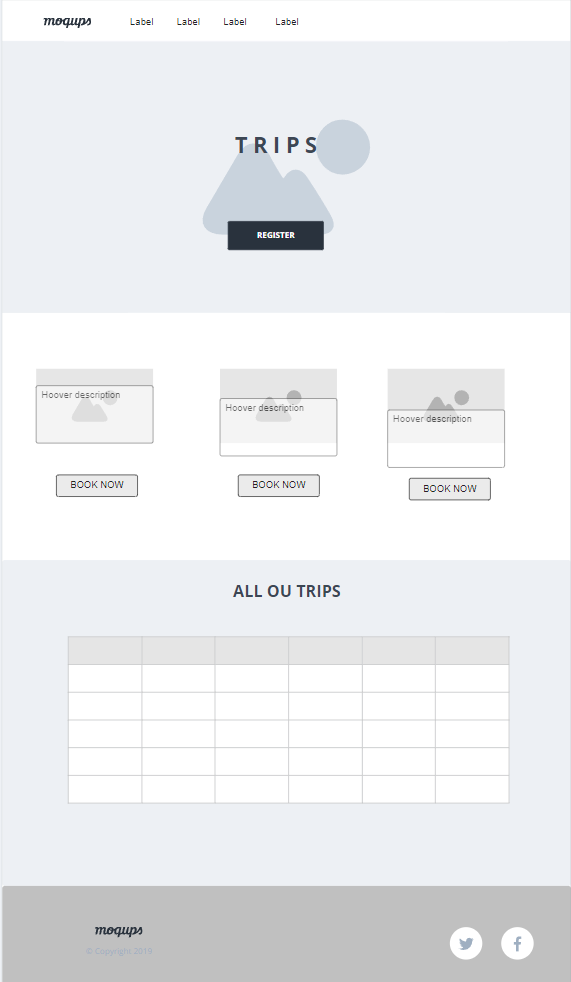 moqups Label Label Label Label
TRIPS
REGISTER
Hoover description
Hoover description
Hoover description
BOOK NOW
BOOK NOW
BOOK NOW
ALL OU TRIPS
moqups
© Copyright 2019